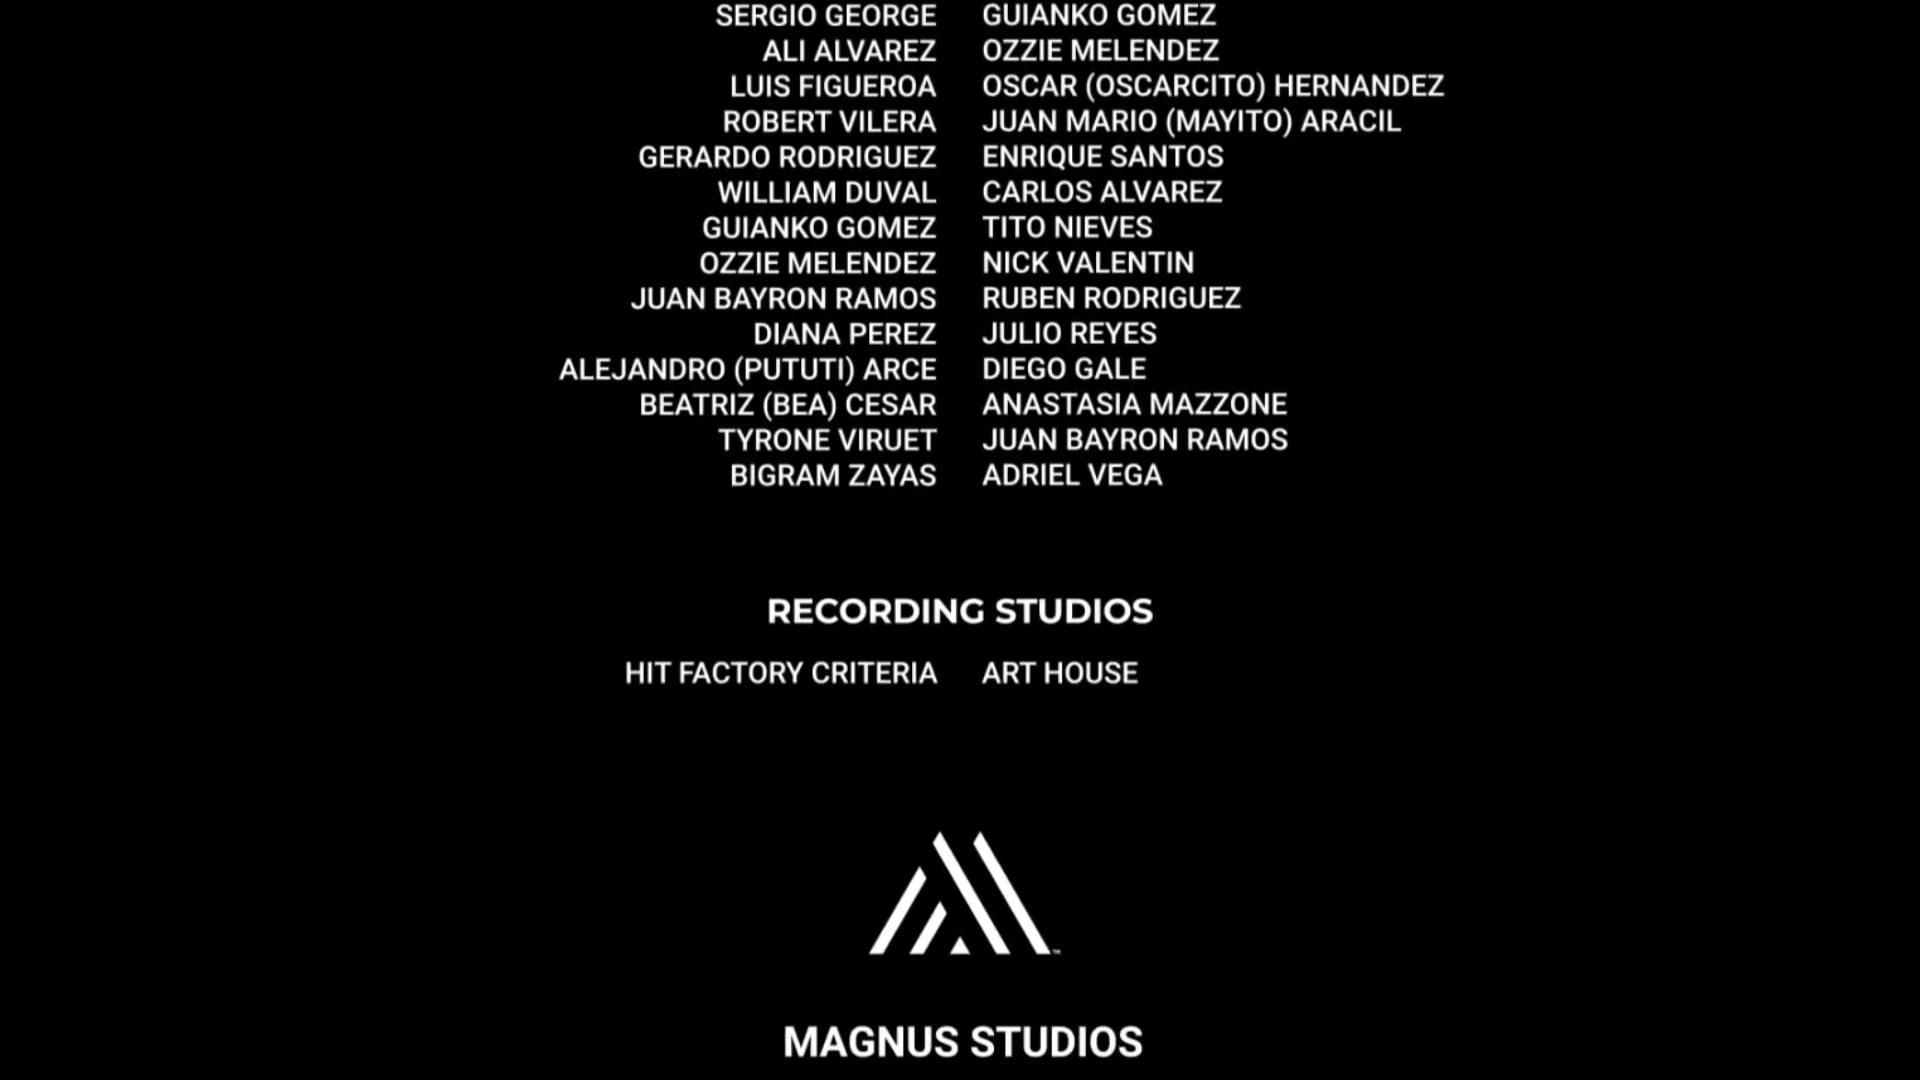 SERGIO GEORGE GUIANKO GOMEZ
ALI ALVAREZ OZZIE MELENDEZ
LUIS FIGUEROA OSCAR (OSCARCITO) HERNANDEZ
ROBERT VILERA JUAN MARIO (MAYITO) ARACIL
GERARDO RODRIGUEZ ENRIQUE SANTOS
WILLIAM DUVAL CARLOS ALVAREZ
GUIANKO GOMEZ TITO NIEVES
OZZIE MELENDEZ NICK VALENTIN
JUAN BAYRON RAMOS RUBEN RODRIGUEZ
DIANA PEREZ JULIO REYES
ALEJANDRO (PUTUTI) ARCE DIEGO GALE
BEATRIZ (BEA) CESAR ANASTASIA MAZZONE
TYRONE VIRUET JUAN BAYRON RAMOS
BIGRAM ZAYAS ADRIEL VEGA
RECORDING STUDIOS
HIT FACTORY CRITERIA ART HOUSE
™
MAGNUS STUDIOS